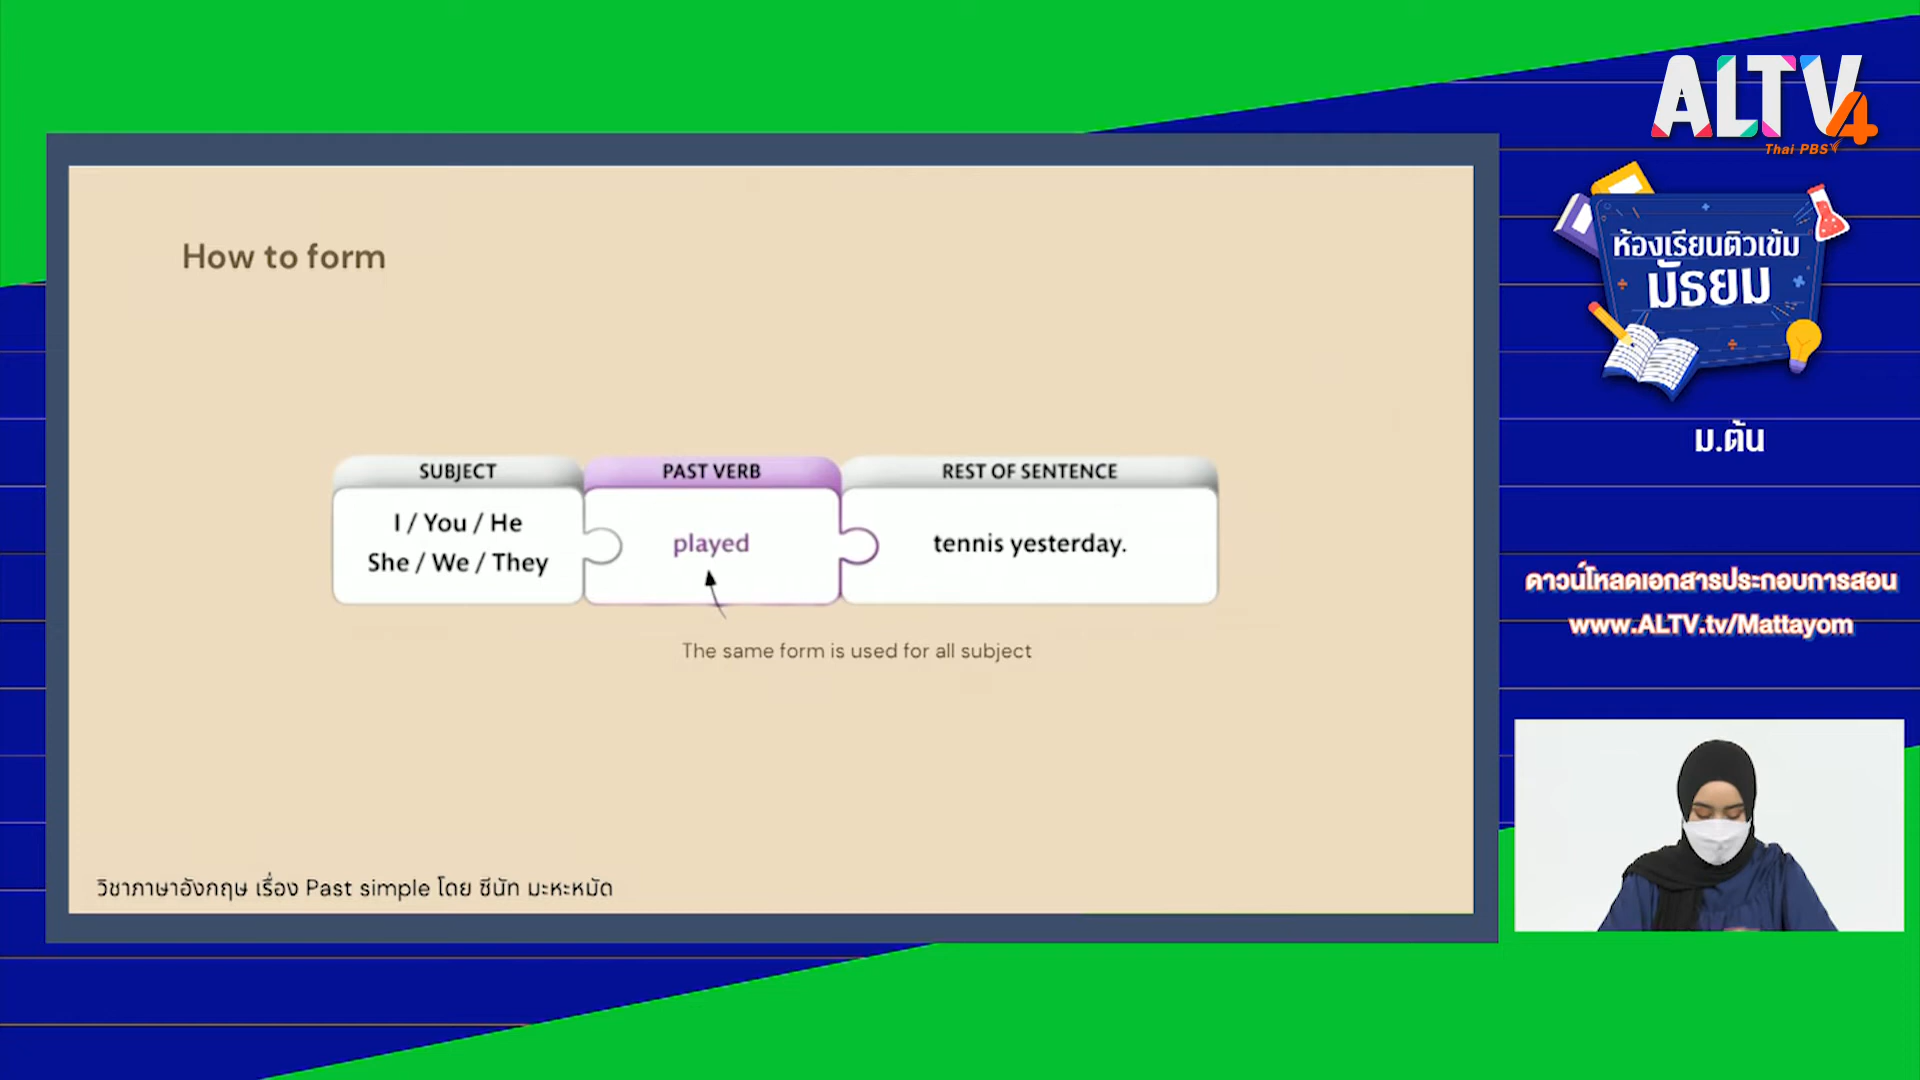 ALTV4
Thai PBS
ห้องเรียนติวเข้ม
มัธยม
ม.ต้น
ดาวน์โหลดเอกสารประกอบการสอน
www.ALTV.tv/Mattayom
How to form
SUBJECT
PAST VERB
REST OF SENTENCE
I / You / He
She / We / They
played
tennis yesterday.
The same form is used for all subject
วิชาภาษาอังกฤษ เรื่อง Past simple โดย ซีนัท มะหะหมัด